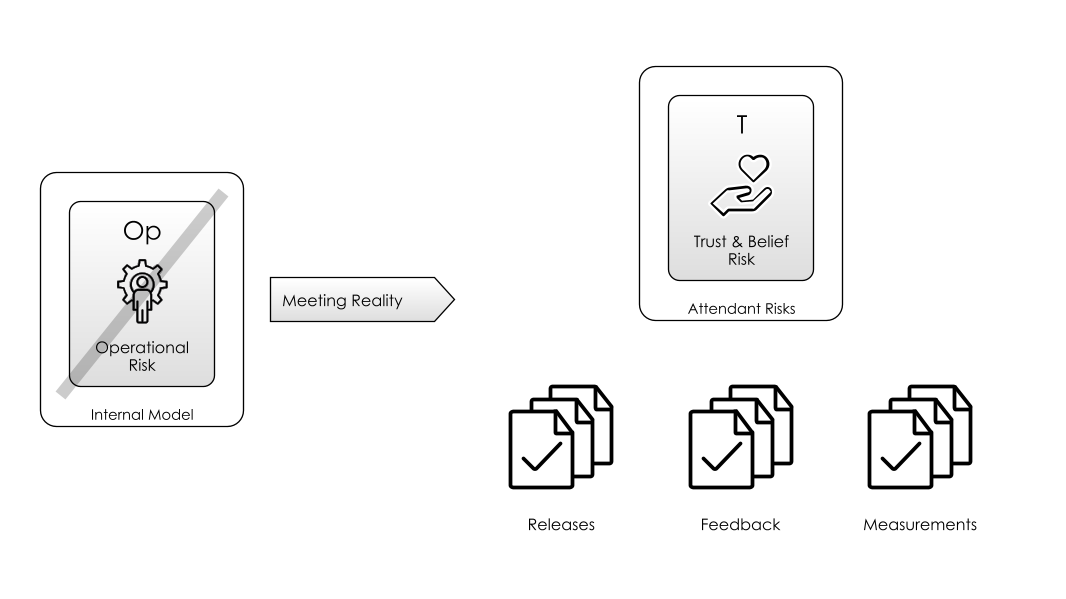 Op
Operational
Risk
Internal Model
Meeting Reality
T
Trust & Belief
Risk
Attendant Risks
Releases
Feedback
Measurements